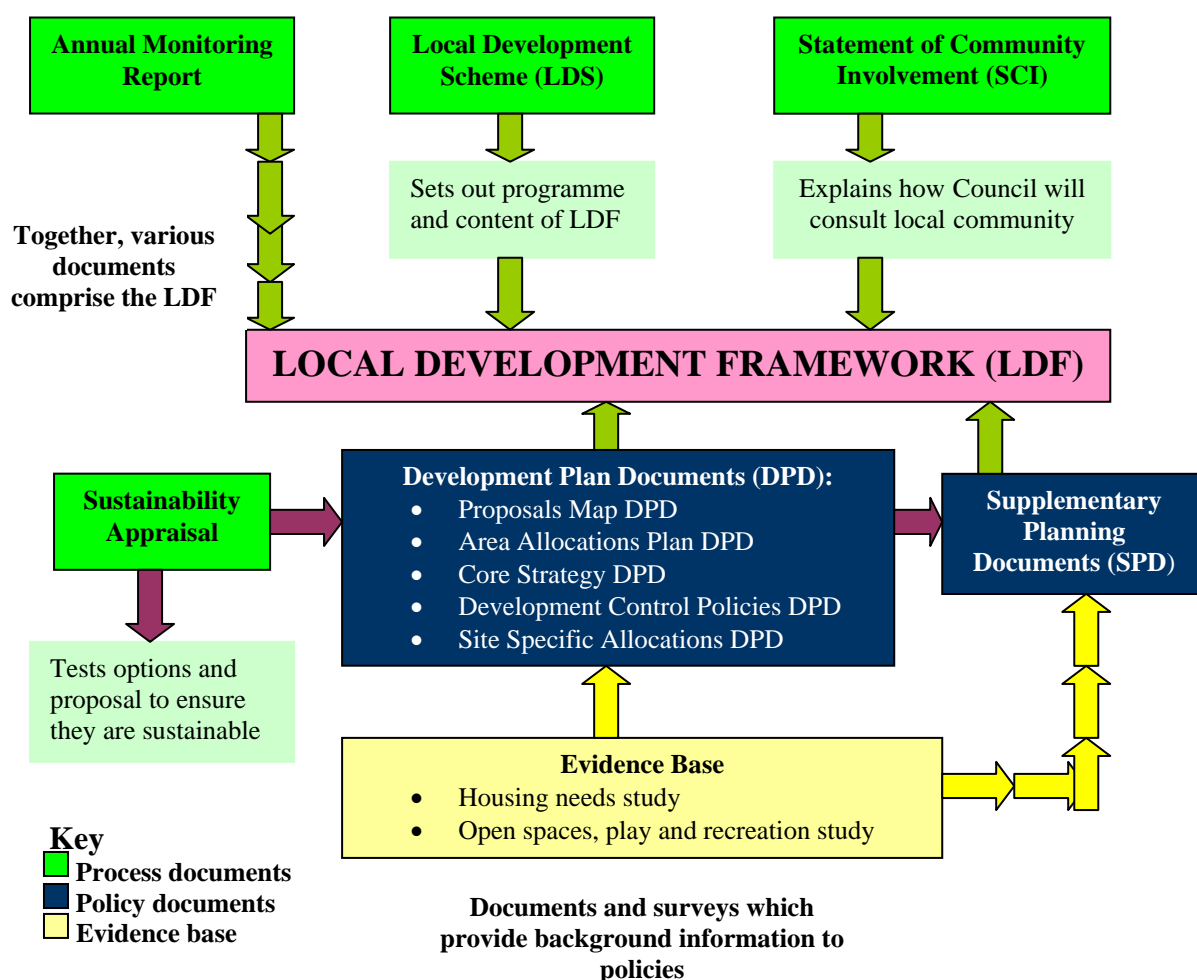 Annual Monitoring
Report
Local Development
Scheme (LDS)
Statement of Community
Involvement (SCI)
Sets out programme
and content of LDF
Explains how Council will
consult local community
Together, various
documents
comprise the LDF
LOCAL DEVELOPMENT FRAMEWORK (LDF)
Sustainability
Appraisal
Development Plan Documents (DPD):
• Proposals Map DPD
• Area Allocations Plan DPD
• Core Strategy DPD
• Development Control Policies DPD
• Site Specific Allocations DPD
Supplementary
Planning
Documents (SPD)
Tests options and
proposal to ensure
they are sustainable
Evidence Base
• Housing needs study
• Open spaces, play and recreation study
Key
Process documents
Policy documents
Evidence base
Documents and surveys which
provide background information to
policies